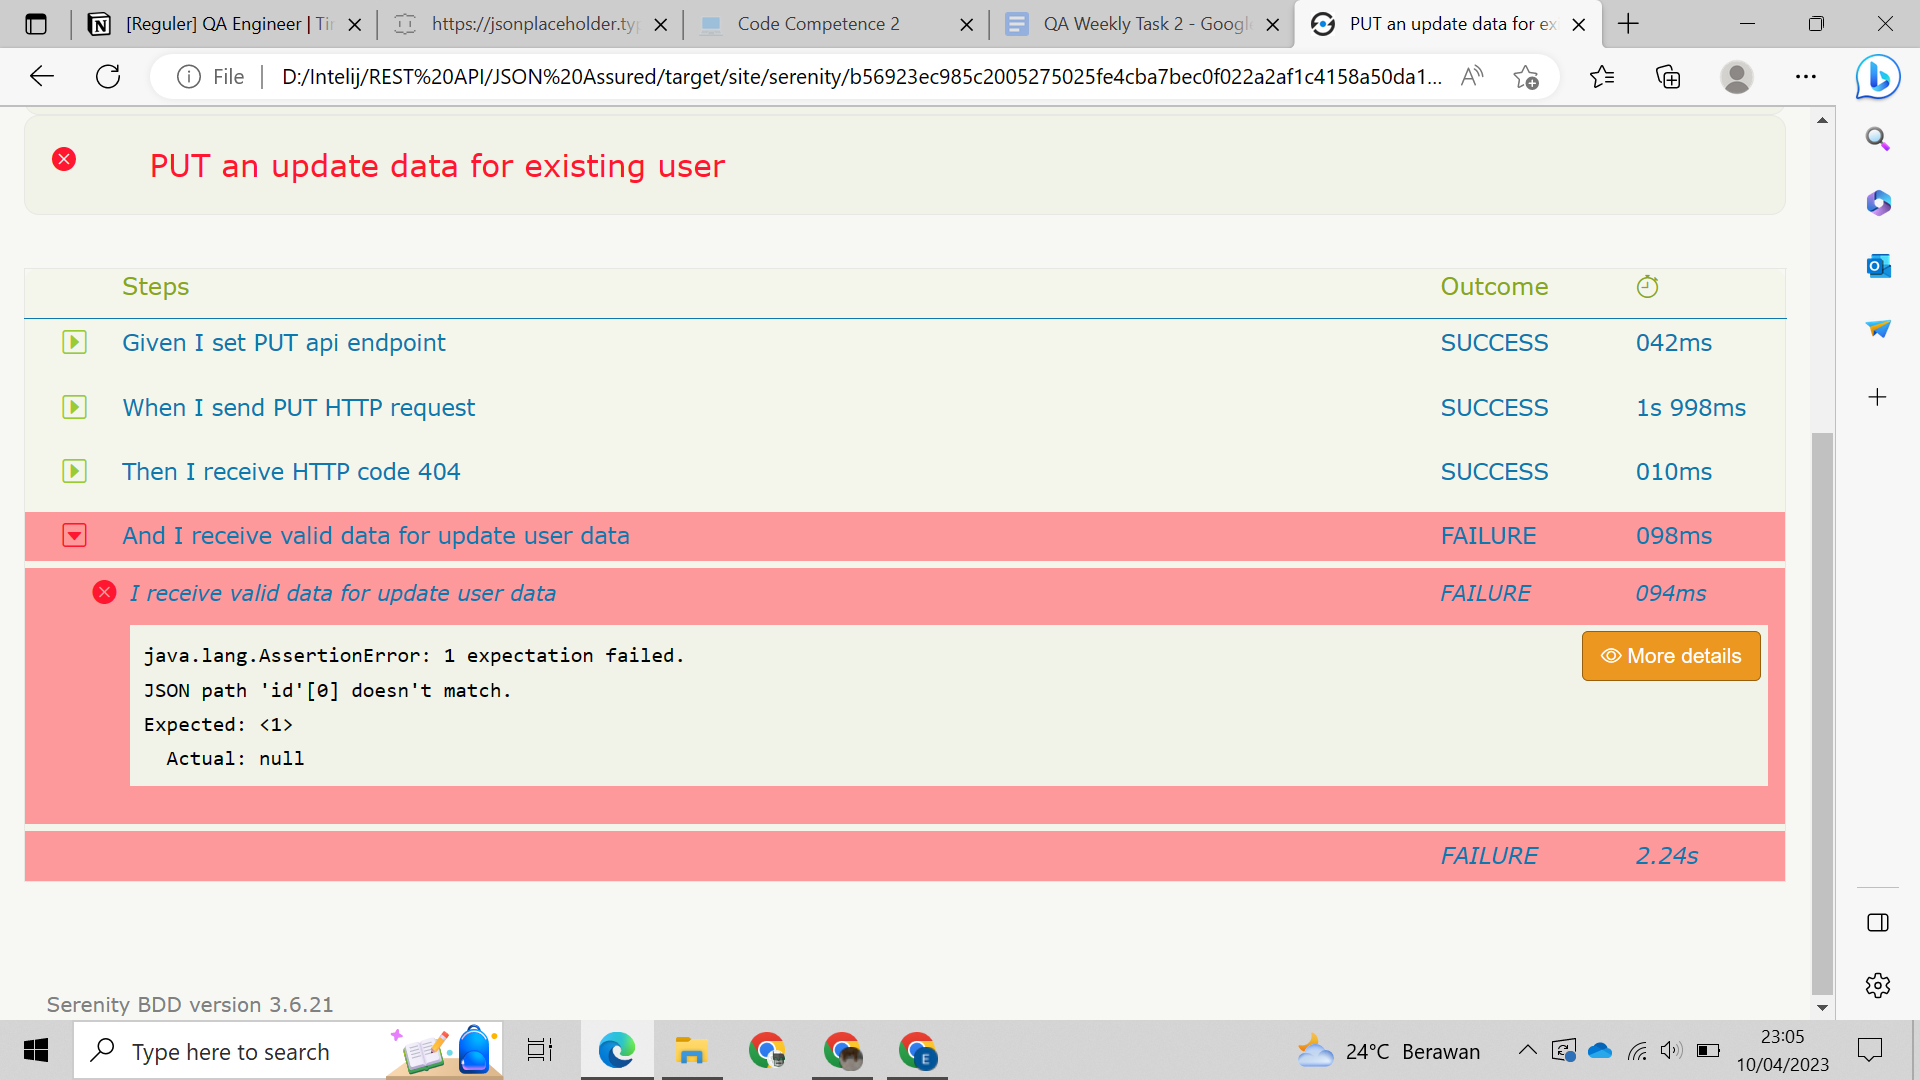 [Reguler] QA Engineer | Ti
https://jsonplaceholder.ty
Code Competence 2
QA Weekly Task 2 - Googl
PUT an update data for ex
File
D:/Intelij/REST%20API/JSON%20Assured/target/site/serenity/b56923ec985c2005275025fe4cba7bec0f022a2af1c4158a50da1...
PUT an update data for existing user
Steps Outcome
Given I set PUT api endpoint SUCCESS 042ms
When I send PUT HTTP request SUCCESS 1s 998ms
Then I receive HTTP code 404 SUCCESS 010ms
And I receive valid data for update user data FAILURE 098ms
I receive valid data for update user data FAILURE 094ms
java.lang.AssertionError: 1 expectation failed.
More details
JSON path 'id'[0] doesn't match.
Expected: <1>
Actual: null
FAILURE 2.24s
Serenity BDD version 3.6.21
Type here to search
24°C Berawan
23:05
10/04/2023